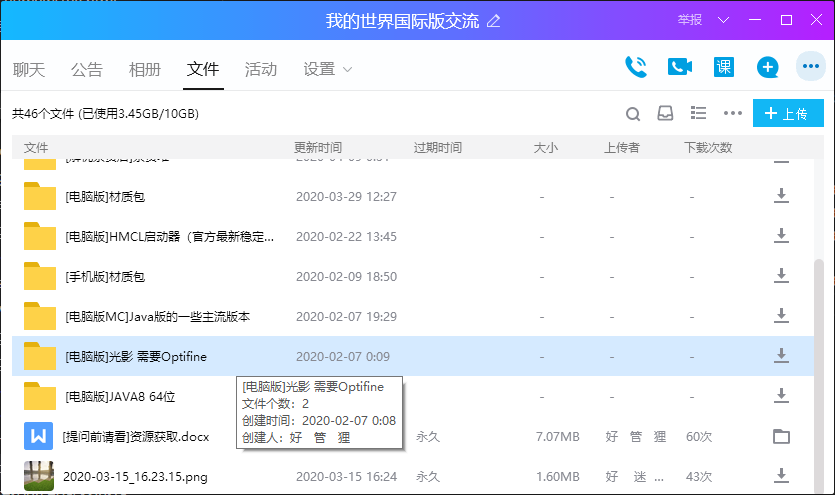 我的世界国际版交流
举报
聊天 公告 相册 文件 活动 设置
课
共46个文件 (已使用3.45GB/10GB)
上传
文件 更新时间 过期时间 大小 上传者 下载次数
[电脑版]材质包 2020-03-29 12:27 - - -
[电脑版]HMCL启动器（官方最新稳定... 2020-02-22 13:45 - - -
[手机版]材质包 2020-02-09 18:50 - - -
[电脑版MC]Java版的一些主流版本 2020-02-07 19:29 - - -
[电脑版]光影 需要Optifine 2020-02-07 0:09 - - -
[电脑版]JAVA8 64位 - - -
[电脑版]光影 需要Optifine
文件个数：2
创建时间：2020-02-07 0:08
创建人：好 管 狸
[提问前请看]资源获取.docx 永久 7.07MB 好 管 狸 60次
2020-03-15_16.23.15.png 2020-03-15 16:24 永久 1.60MB 好 迷 ... 43次